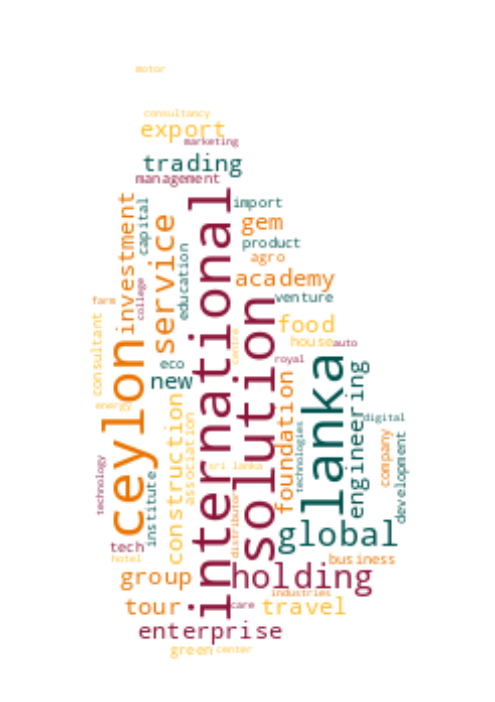 motor
consultancy
export
marketing
trading
management
international
import
investment
capital
service
gem
product
education
agro
academy
college
venture
farm
solution
food
consultant
centre
house
auto
ceylon
royal
lanka
eco
new
engineering
energy
foundation
construction
association
digital
technologies
company
development
technology
sri lanka
institute
distributor
global
tech
hotel
business
group
holding
industries
tour
care
travel
enterprise
green
center